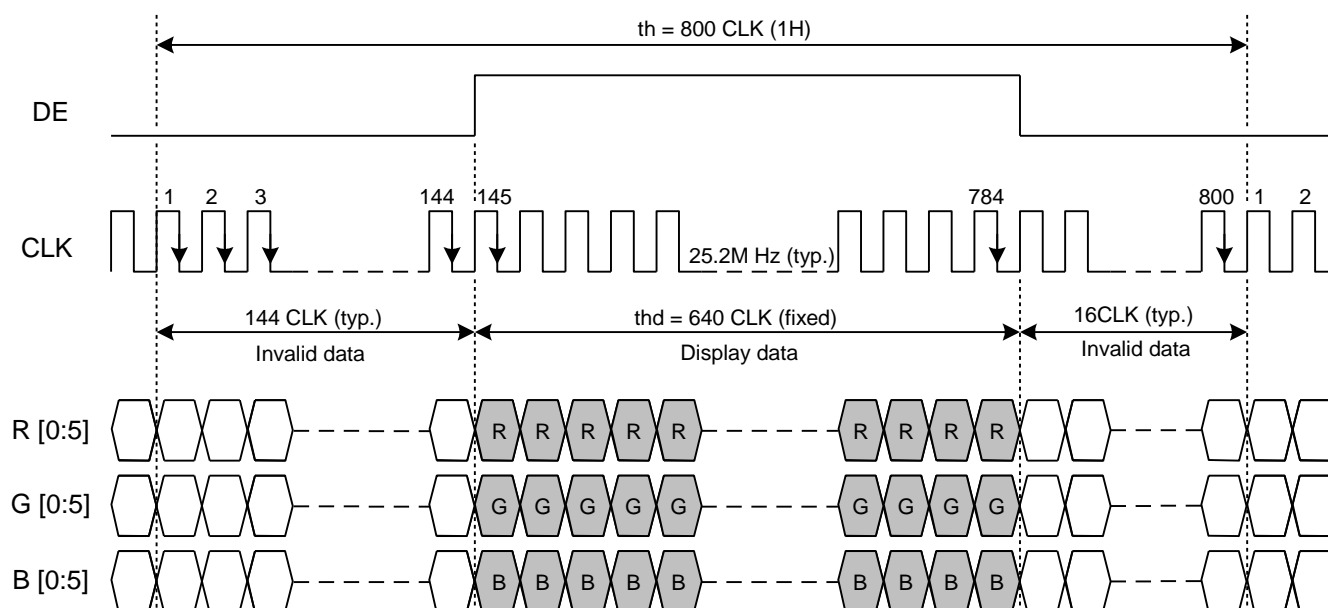 th = 800 CLK (1H)
DE
1 2 3 144 145 784 800 1 2
CLK
25.2M Hz (typ.)
144 CLK (typ.) thd = 640 CLK (fixed) 16CLK (typ.)
Invalid data Display data Invalid data
R [0:5] R R R R R R R R R
G [0:5] G G G G G G G G G
B [0:5] B B B B B B B B B